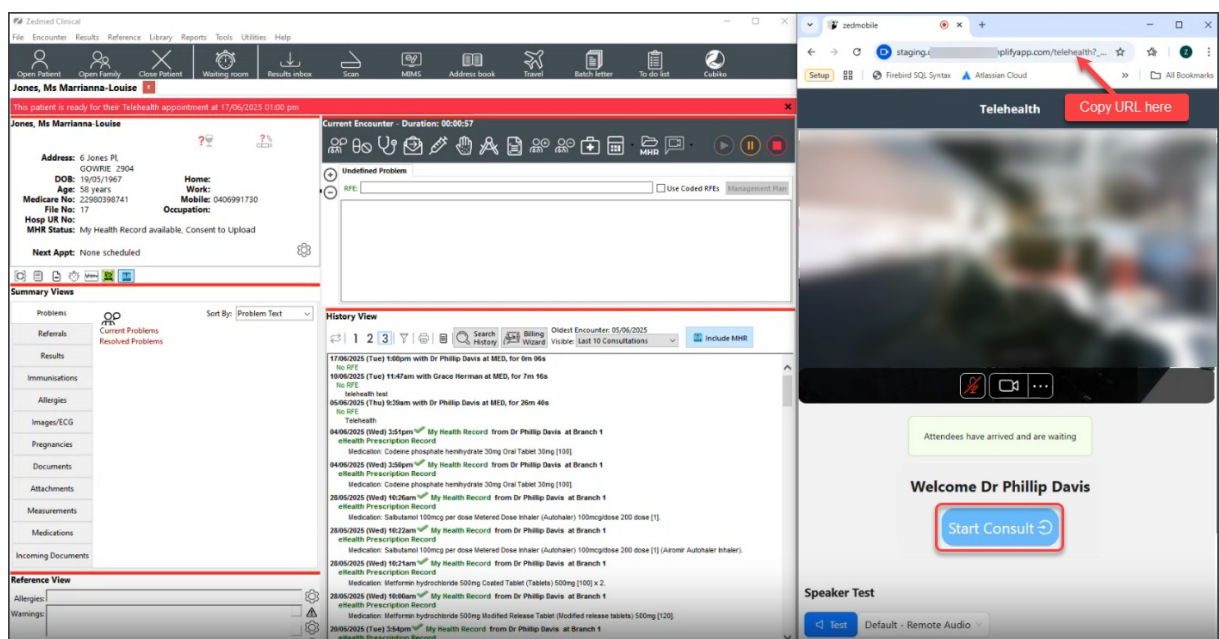 Zedmed Clinical
File Encounter Results Reference Library Reports Tools Utilities Help
Open Patient Open Family Close Patient Waiting room Results inbox Scan MIMS Address book Travel Batch letter To do list Cubiko
Jones, Ms Marrianna-Louise x
This patient is ready for their Telehealth appointment at 17/06/2025 01:00 pm
Jones, Ms Marrianna-Louise
Address: 6 Jones Pl,
GOWRIE 2904
DOB: 19/05/1967 Home:
Age: 58 years Work:
Medicare No: 22980398741 Mobile: 0406991730
File No: 17 Occupation:
Hosp UR No:
MHR Status: My Health Record available, Consent to Upload
Next Appt: None scheduled
Summary Views
Problems
Referrals
Results
Immunisations
Allergies
Images/ECG
Pregnancies
Documents
Attachments
Measurements
Medications
Incoming Documents
Sort By: Problem Text
Current Problems
Resolved Problems
Reference View
Allergies:
Warnings:
Current Encounter - Duration: 00:00:57
MHR
Undefined Problem
RFE: Use Coded RFEs Management Plan
History View
1 2 3 Search History Billing Wizard Oldest Encounter: 05/06/2025
Visible: Last 10 Consultations Include MHR
17/06/2025 (Tue) 1:08pm with Dr Phillip Davis at MED, for 0m 06s
No RFE
10/06/2025 (Tue) 11:47am with Grace Herman at MED, for 7m 16s
No RFE
telehealth test
05/06/2025 (Thu) 9:39am with Dr Phillip Davis at MED, for 26m 40s
No RFE
Teleheath
04/06/2025 (Wed) 3:51pm My Health Record from Dr Phillip Davis at Branch 1
eHealth Prescription Record
Medication: Codeine phosphate hemihydrate 30mg Oral Tablet 30mg [100].
04/06/2025 (Wed) 3:50pm My Health Record from Dr Phillip Davis at Branch 1
eHealth Prescription Record
Medication: Codeine phosphate hemihydrate 30mg Oral Tablet 30mg [100].
28/05/2025 (Wed) 10:26am My Health Record from Dr Phillip Davis at Branch 1
eHealth Prescription Record
Medication: Salbutamol 100mcg per dose Metered Dose Inhaler (Autohaler) 100mcg/dose 200 dose [1].
28/05/2025 (Wed) 10:22am My Health Record from Dr Phillip Davis at Branch 1
eHealth Prescription Record
Medication: Salbutamol 100mcg per dose Metered Dose Inhaler (Autohaler) 100mcg/dose 200 dose [1] (Airomir Autohaler Inhaler).
28/05/2025 (Wed) 10:21am My Health Record from Dr Phillip Davis at Branch 1
eHealth Prescription Record
Medication: Metformin hydrochloride 500mg Coated Tablet (Tablets) 500mg [100] x 2.
28/05/2025 (Wed) 10:00am My Health Record from Dr Phillip Davis at Branch 1
eHealth Prescription Record
Medication: Metformin hydrochloride 500mg Modified Release Tablet (Modified release tablets) 500mg [120].
20/05/2025 (Tue) 3:54pm My Health Record from Dr Phillip Davis at Branch 1
eHealth Prescription Record
zedmobile
staging.
plifyapp.com/telehealth?_...
Setup Firebird SQL Syntax Atlassian Cloud » All Bookmarks
Telehealth
Copy URL here
Attendees have arrived and are waiting
Welcome Dr Phillip Davis
Start Consult
Speaker Test
Test Default - Remote Audio